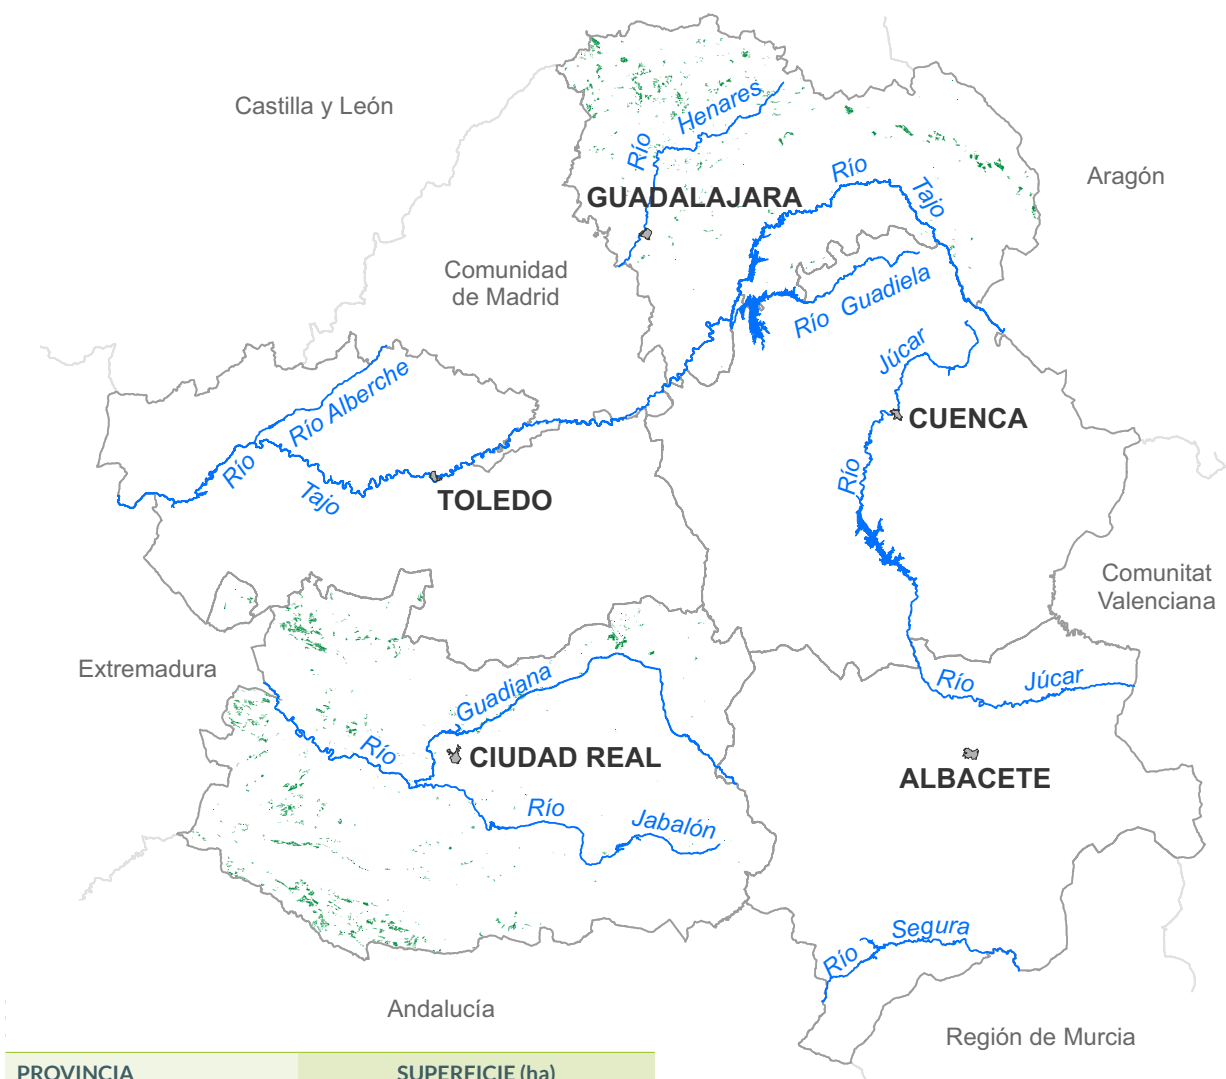 Castilla y León
Río
Henares
Aragón
GUADALAJARA
Río
Tajo
Comunidad
de Madrid
Río Guadiela
Júcar
Río Alberche
CUENCA
Río
Río
Tajo
TOLEDO
Comunitat
Valenciana
Extremadura
Guadiana
Río
Júcar
Río
CIUDAD REAL
ALBACETE
Río
Jabalón
Segura
Río
Andalucía
Región de Murcia
PROVINCIA
SUPERFICIE (ha)